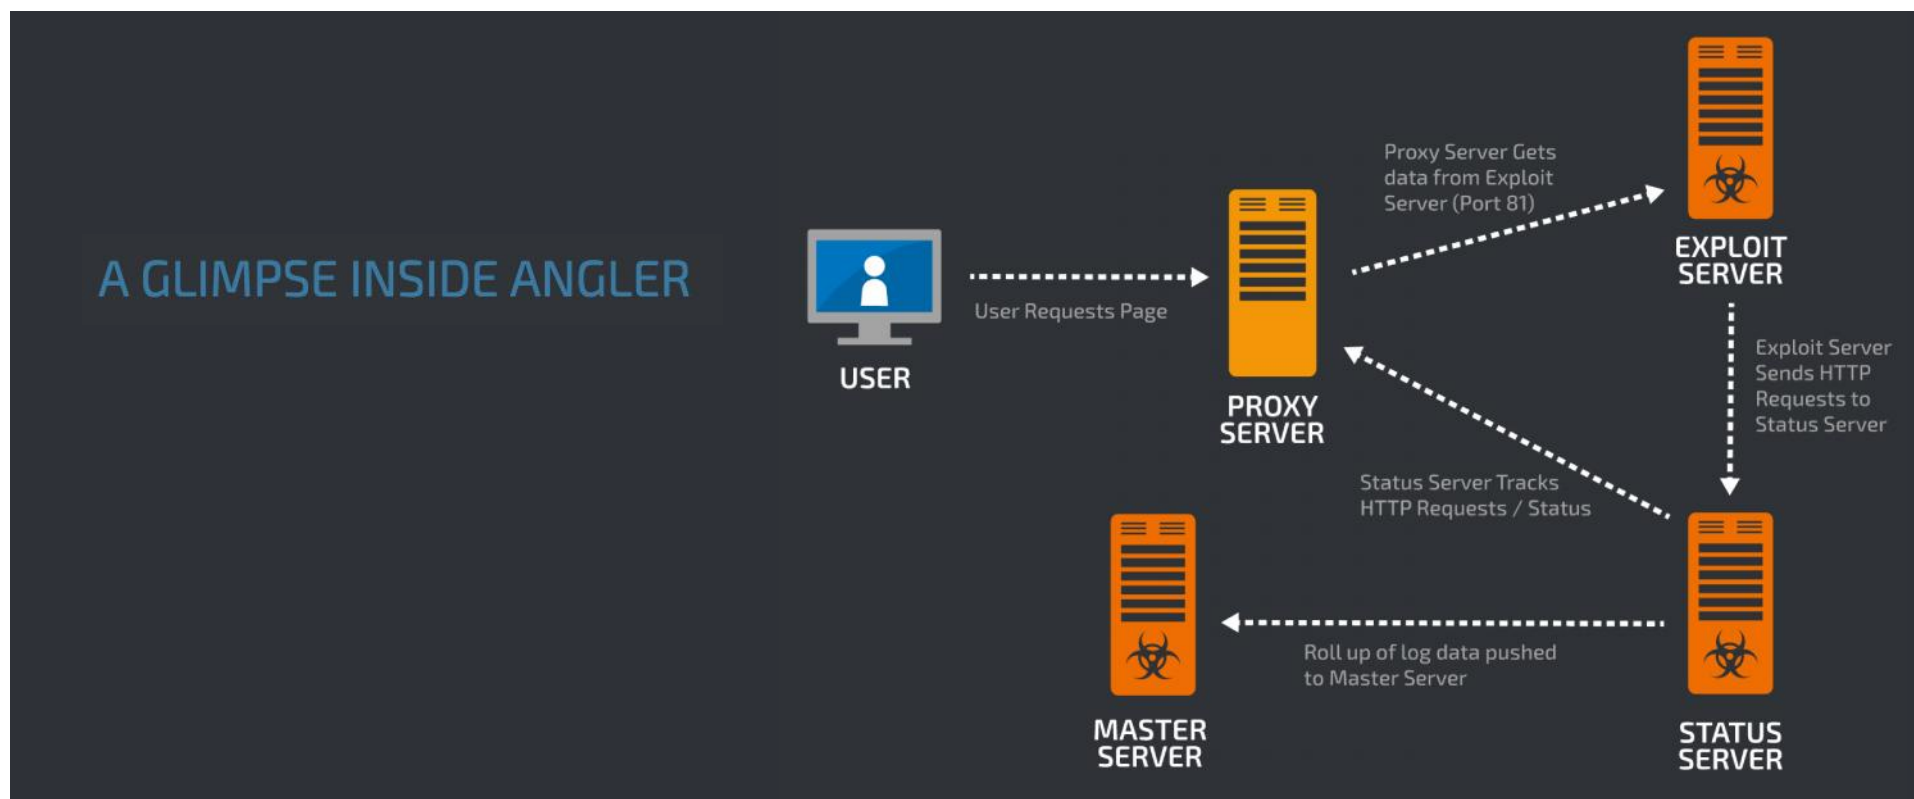 A GLIMPSE INSIDE ANGLER
Proxy Server Gets
data from Exploit
Server (Port 81)
EXPLOIT
SERVER
User Requests Page
USER
PROXY
SERVER
Exploit Server
Sends HTTP
Requests to
Status Server
Status Server Tracks
HTTP Requests / Status
Roll up of log data pushed
to Master Server
MASTER
SERVER
STATUS
SERVER